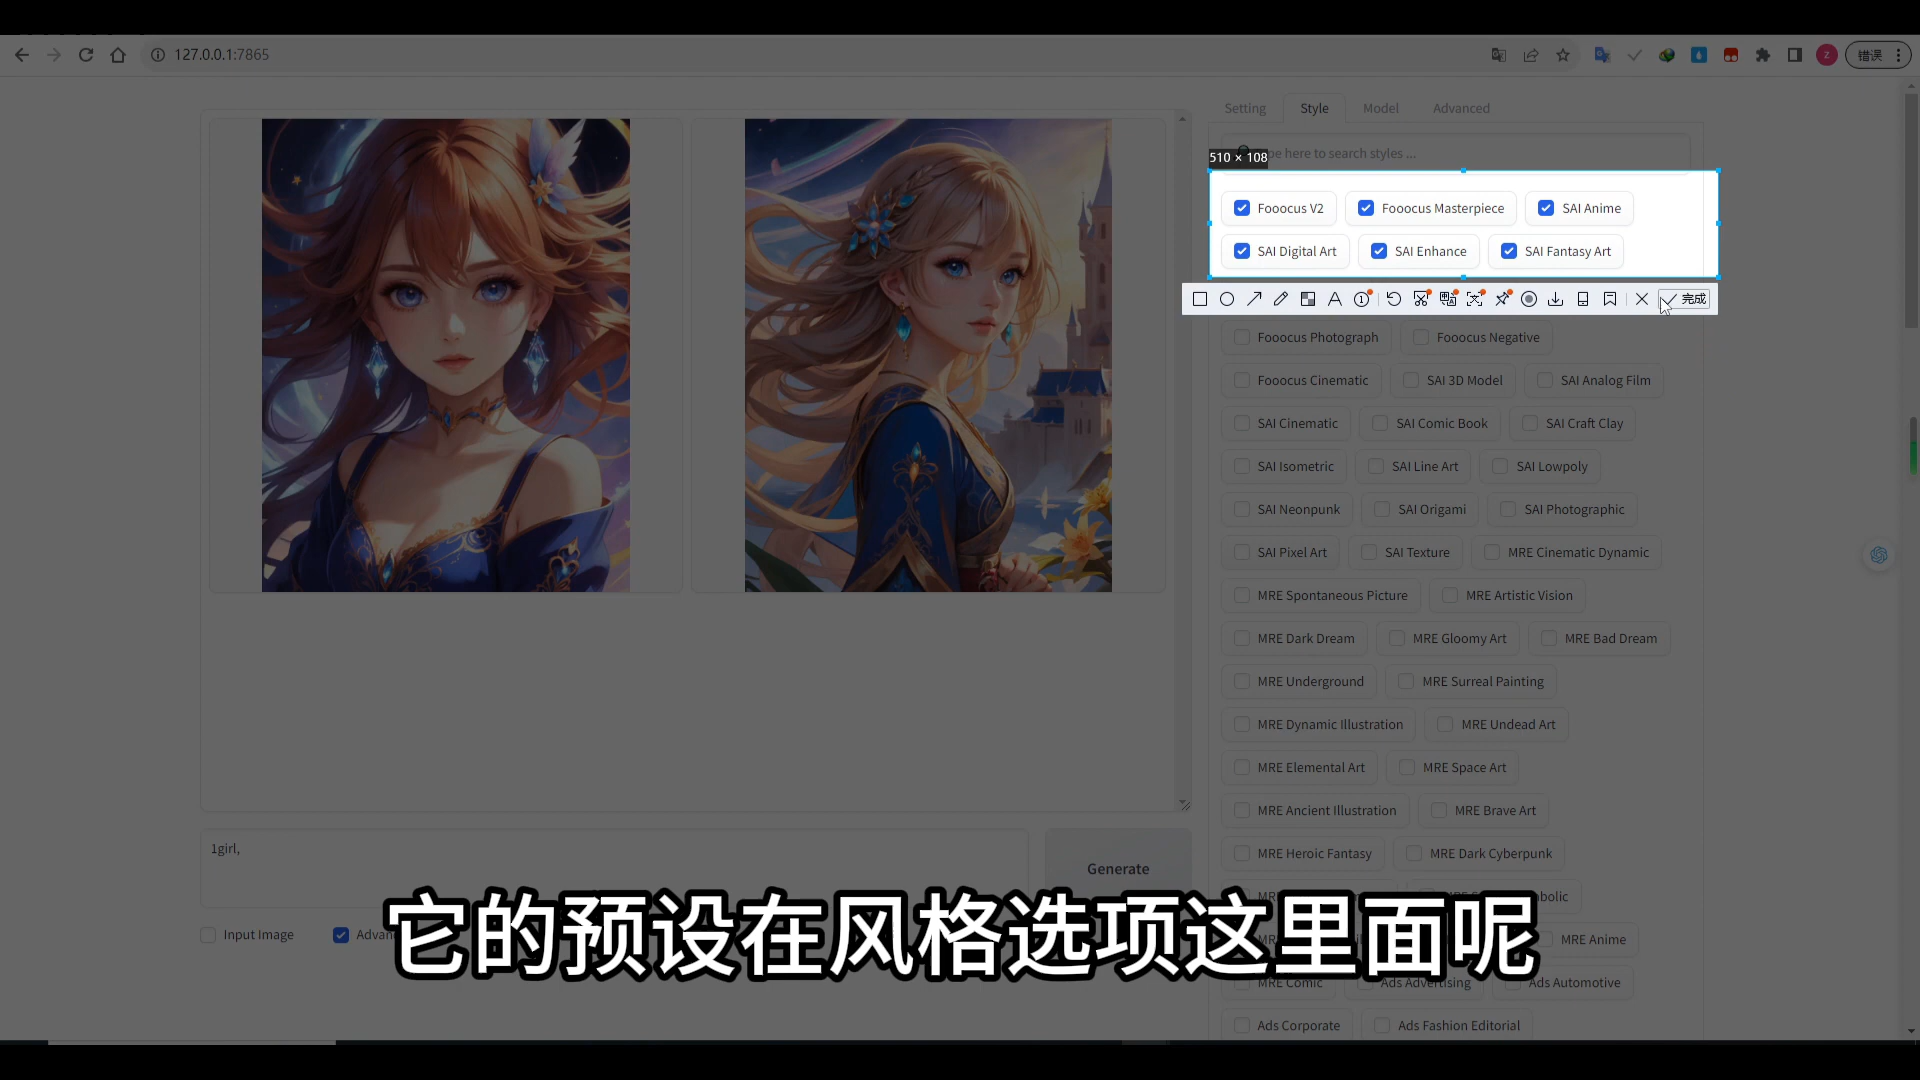 127.0.0.1:7865
错误
Setting Style Model Advanced
pe here to search styles ...
510 × 108
Fooocus V2 Fooocus Masterpiece SAI Anime
SAI Digital Art SAI Enhance SAI Fantasy Art
完成
Fooocus Photograph Fooocus Negative
Fooocus Cinematic SAI 3D Model SAI Analog Film
SAI Cinematic SAI Comic Book SAI Craft Clay
SAI Isometric SAI Line Art SAI Lowpoly
SAI Neonpunk SAI Origami SAI Photographic
SAI Pixel Art SAI Texture MRE Cinematic Dynamic
MRE Spontaneous Picture MRE Artistic Vision
MRE Dark Dream MRE Gloomy Art MRE Bad Dream
MRE Underground MRE Surreal Painting
MRE Dynamic Illustration MRE Undead Art
MRE Elemental Art MRE Space Art
MRE Ancient Illustration MRE Brave Art
MRE Heroic Fantasy MRE Dark Cyberpunk
MRE Anime
MRE Comic Ads Advertising Ads Automotive
Ads Corporate Ads Fashion Editorial
1girl,
Generate
Input Image
它的预设在风格选项这里面呢